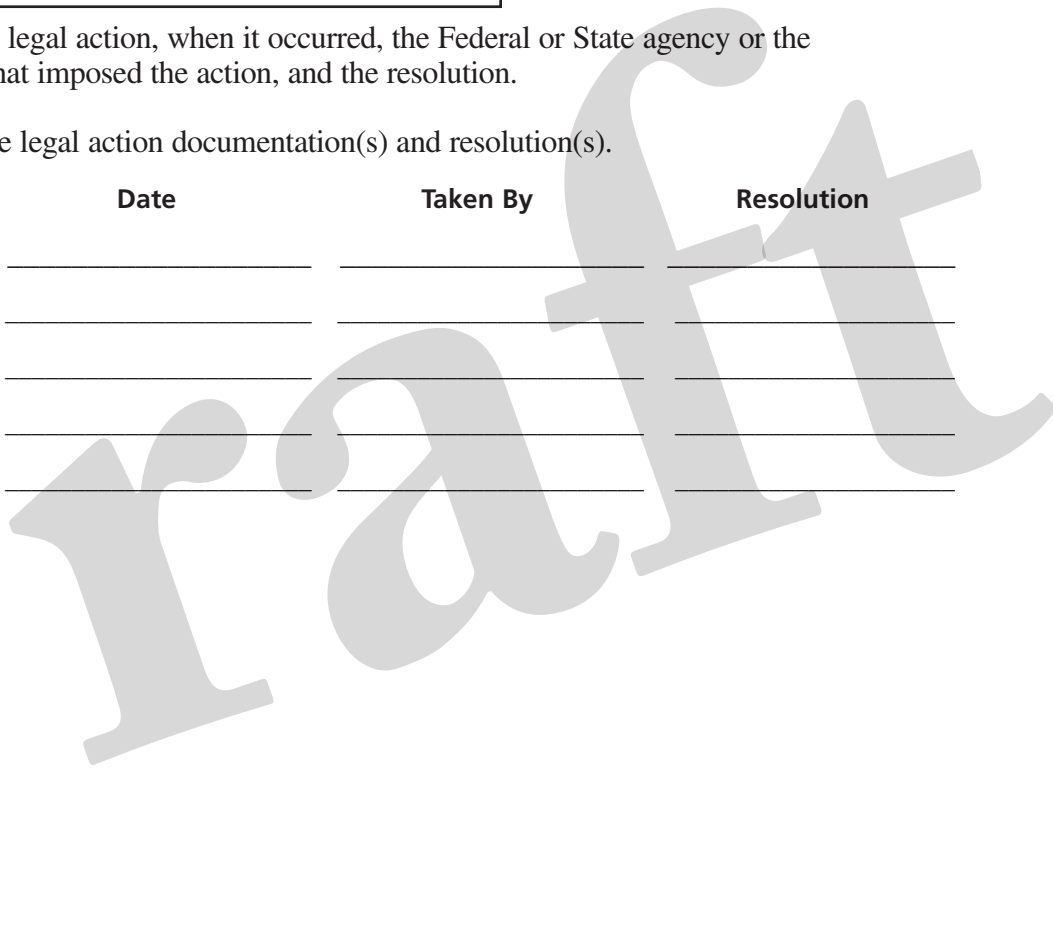 legal action, when it occurred, the Federal or State agency or the
hat imposed the action, and the resolution.
e legal action documentation(s) and resolution(s).
Date Taken By Resolution
raft